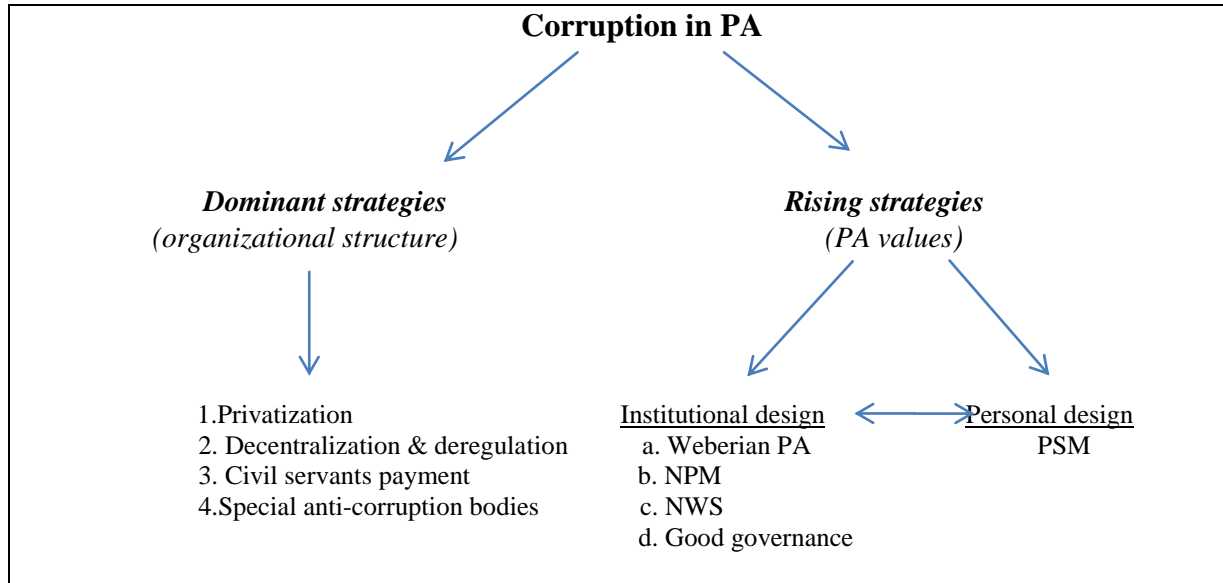 Corruption in PA
Dominant strategies
(organizational structure)
1.Privatization
2. Decentralization & deregulation
3. Civil servants payment
4.Special anti-corruption bodies
Rising strategies
(PA values)
Institutional design
a. Weberian PA
b. NPM
c. NWS
d. Good governance
Personal design
PSM